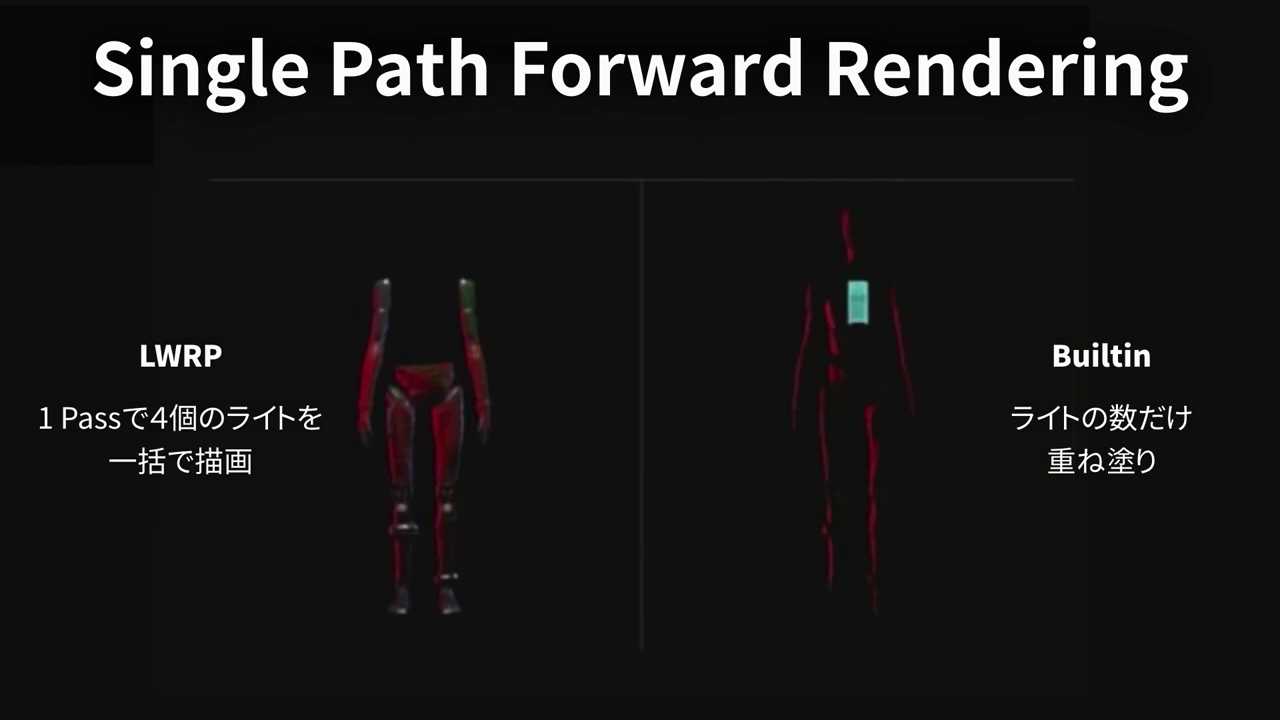 Single Path Forward Rendering
LWRP
1 Passで4個のライトを
一括で描画
Builtin
ライトの数だけ
重ね塗り